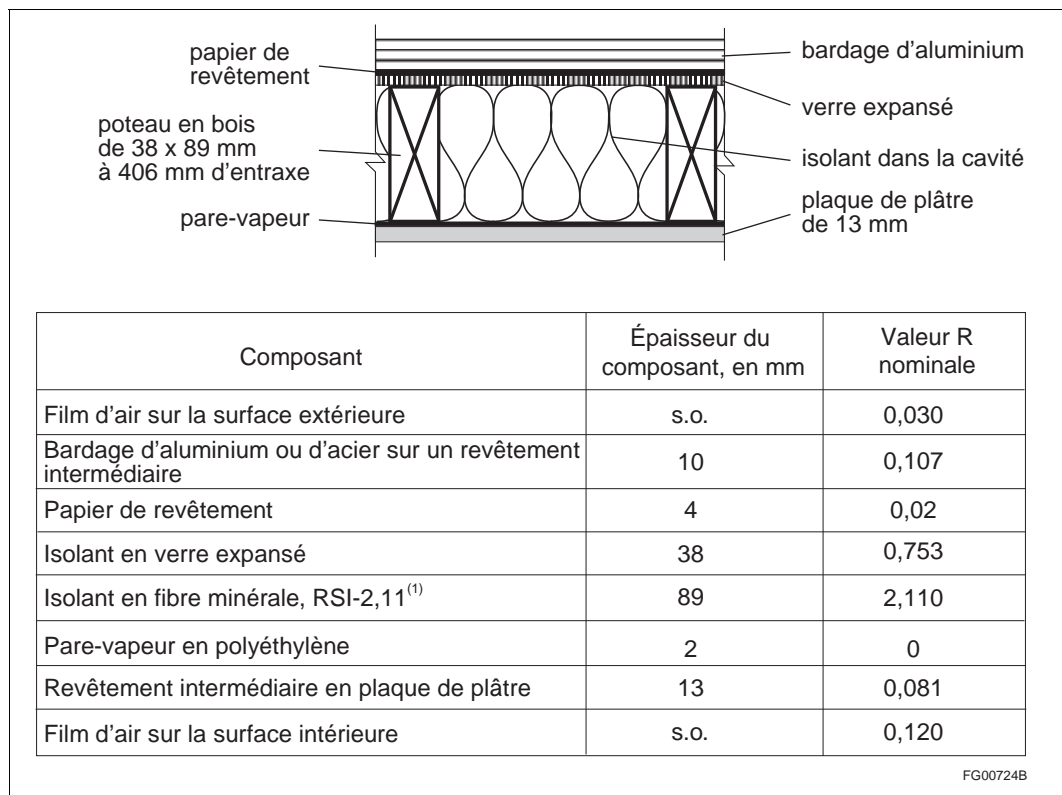 papier de
revêtement
poteau en bois
de 38 x 89 mm
à 406 mm d'entraxe
pare-vapeur
bardage d'aluminium
verre expansé
isolant dans la cavité
plaque de plâtre
de 13 mm
Composant
Épaisseur du
composant, en mm
Valeur R
nominale
Film d'air sur la surface extérieure s.o. 0,030
Bardage d'aluminium ou d'acier sur un revêtement
intermédiaire 10 0,107
Papier de revêtement 4 0,02
Isolant en verre expansé 38 0,753
Isolant en fibre minérale, RSI-2,11(1) 89 2,110
Pare-vapeur en polyéthylène 2 0
Revêtement intermédiaire en plaque de plâtre 13 0,081
Film d'air sur la surface intérieure s.o. 0,120
FG00724B